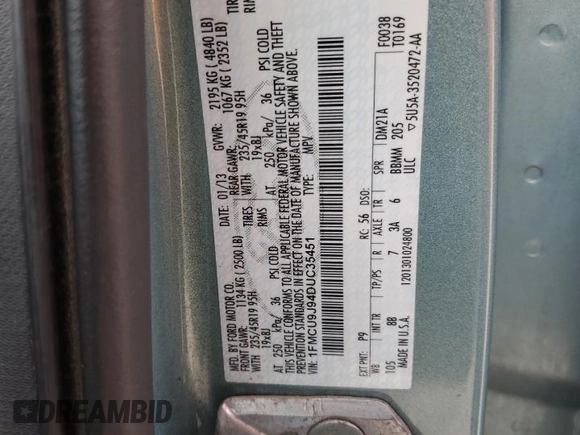 MFD. BY FORD MOTOR CO.
DATE: 01/13
GVWR: 2195 KG ( 4840 LB)
FRONT GAWR: 1134 KG ( 2500 LB)
REAR GAWR: 1067 KG ( 2352 LB)
WITH 235/45R19 95H TIRES
WITH 235/45R19 95H TIRE
19x8J RIMS
19x8J RI
AT 250 kPa/ 36 PSI COLD
AT 250 kPa/ 36 PSI COLD
THIS VEHICLE CONFORMS TO ALL APPLICABLE FEDERAL MOTOR VEHICLE SAFETY AND THEFT
PREVENTION STANDARDS IN EFFECT ON THE DATE OF MANUFACTURE SHOWN ABOVE.
VIN: 1FMCU9J94DUC35451
TYPE: MPV
F0038
T0169
EXT PNT: P9
RC: 56 DSO:
WB INT TR TP/PS R AXLE TR SPR
105 BB 7 3A 6 BBMM
DM21A
205
MADE IN U.S.A.
1201301024800
ULC
5U5A-3520472-AA
DREAMBID